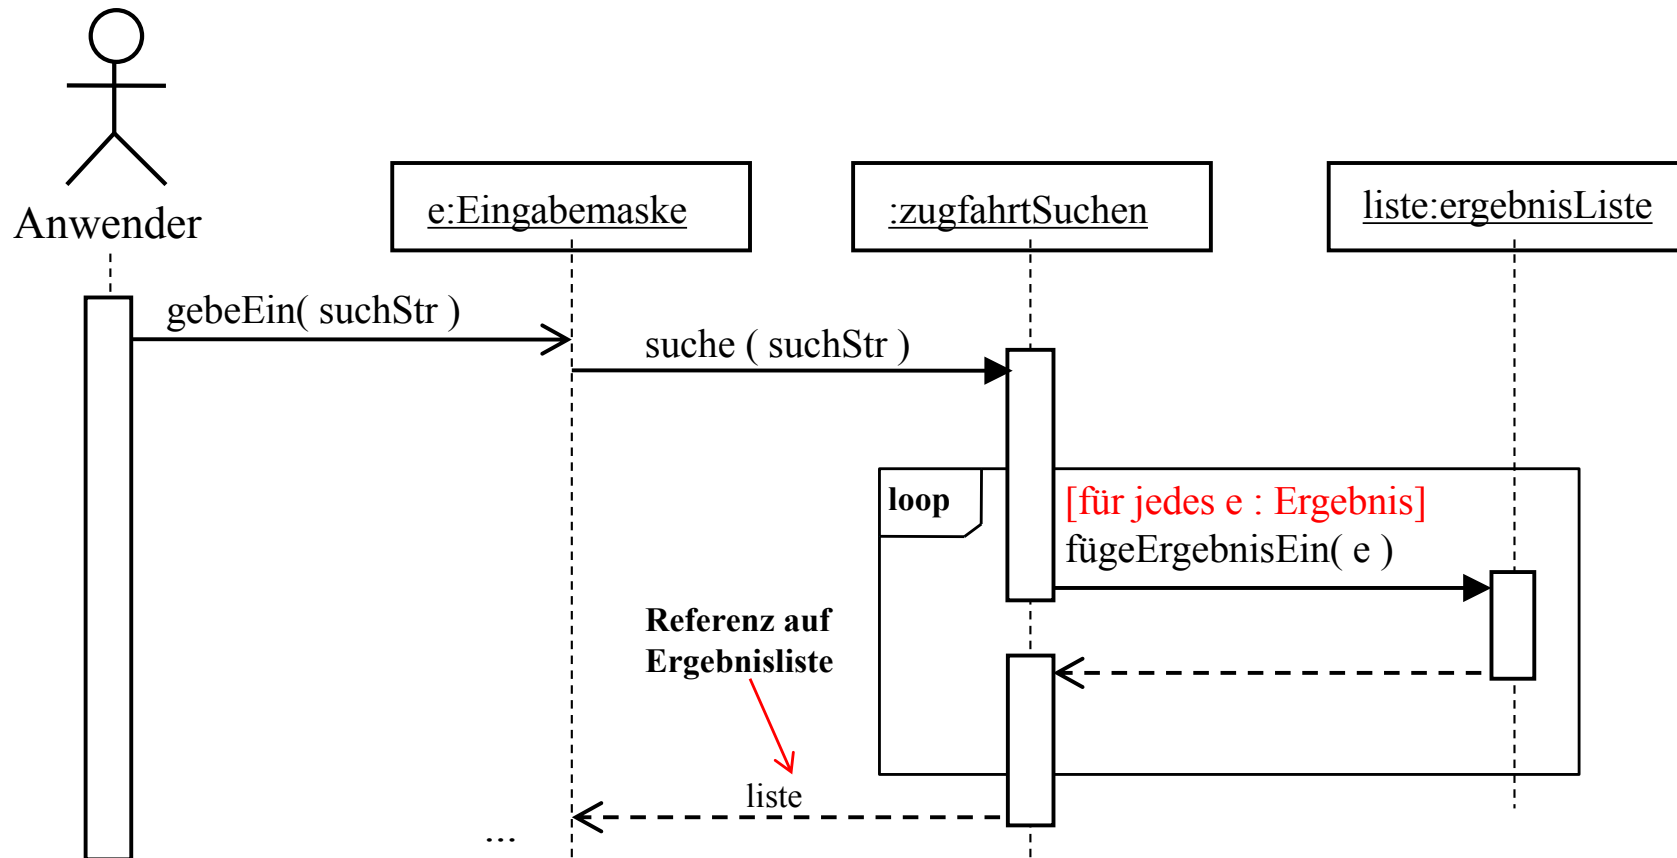 Anwender
e:Eingabemaske
:zugfahrtSuchen
liste:ergebnisListe
gebeEin( suchStr )
suche ( suchStr )
loop
[für jedes e : Ergebnis]
fügeErgebnisEin( e )
Referenz auf
Ergebnisliste
liste
...